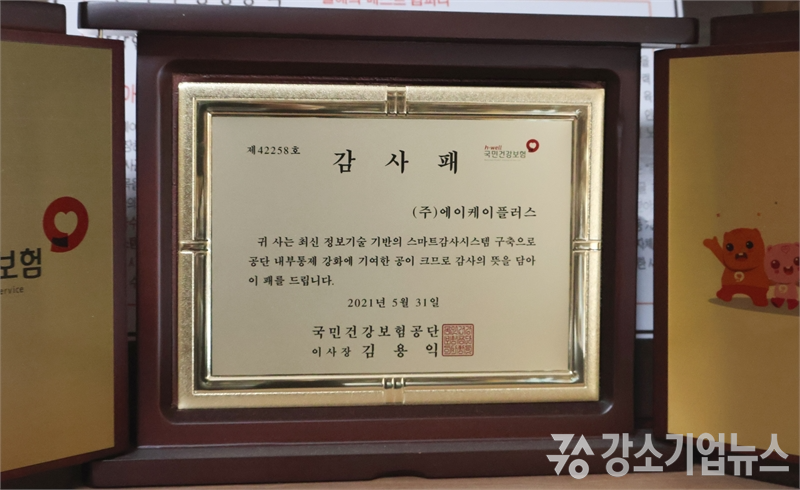 제42258호
h-well
국민건강보험
감사패
(주)에이케이플러스
귀 사는 최신 정보기술 기반의 스마트감사시스템 구축으로
공단 내부통제 강화에 기여한 공이 크므로 감사의 뜻을 담아
이 패를 드립니다.
2021년 5월 31일
국민건강보험공단
이사장 김용익
보험
ervice
강소기업뉴스